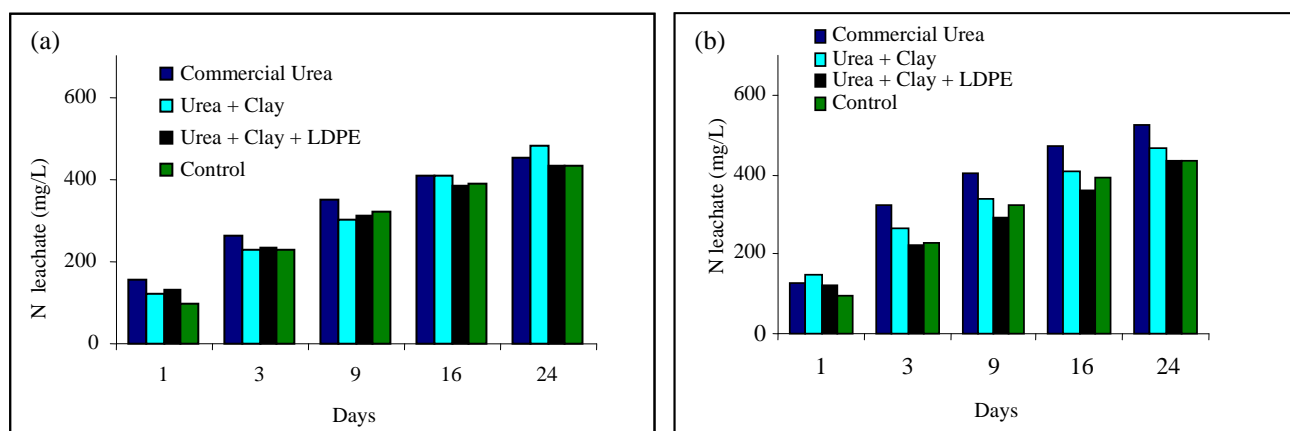 (a)
Commercial Urea
Urea + Clay
Urea + Clay + LDPE
Control
N leachate (mg/L)
600
400
200
0
1 3 9 16 24
Days
(b)
Commercial Urea
Urea + Clay
Urea + Clay + LDPE
Control
N leachate (mg/L)
600
400
200
0
1 3 9 16 24
Days